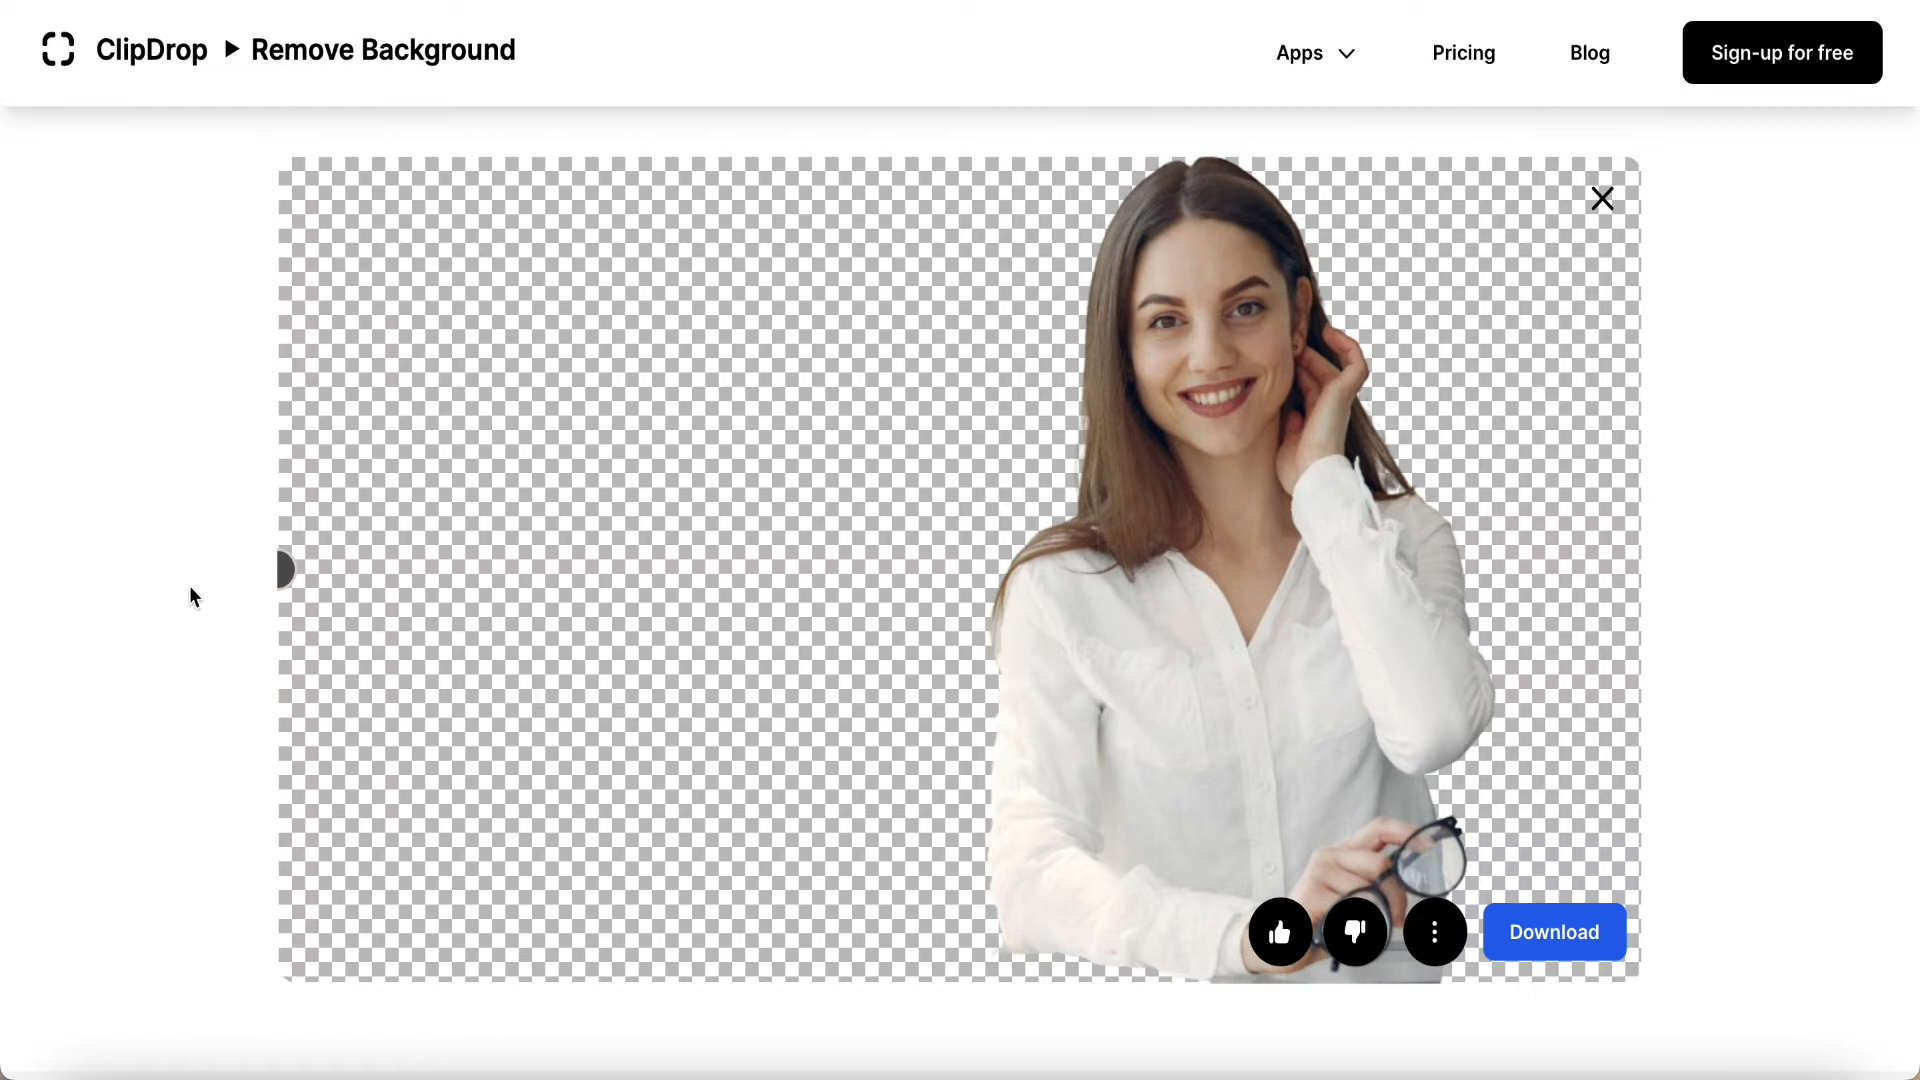 ClipDrop ▶ Remove Background
Apps
Pricing
Blog
Sign-up for free
Download